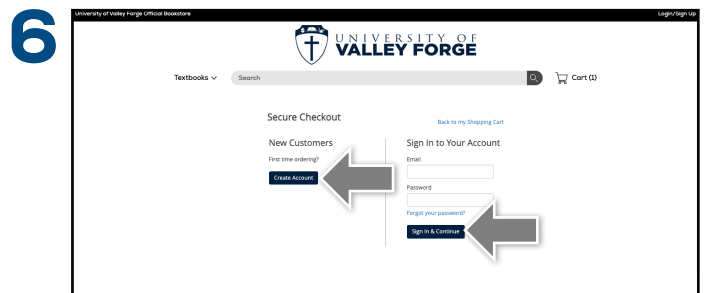 6
University of Valley Forge Official Bookstore
Login/Sign Up
UNIVERSITY OF
VALLEY FORGE
Textbooks
Search
Cart (1)
Secure Checkout
Back to my Shopping Cart
New Customers
First time ordering?
Create Account
Sign In to Your Account
Email
Password
Forgot your password?
Sign In & Continue